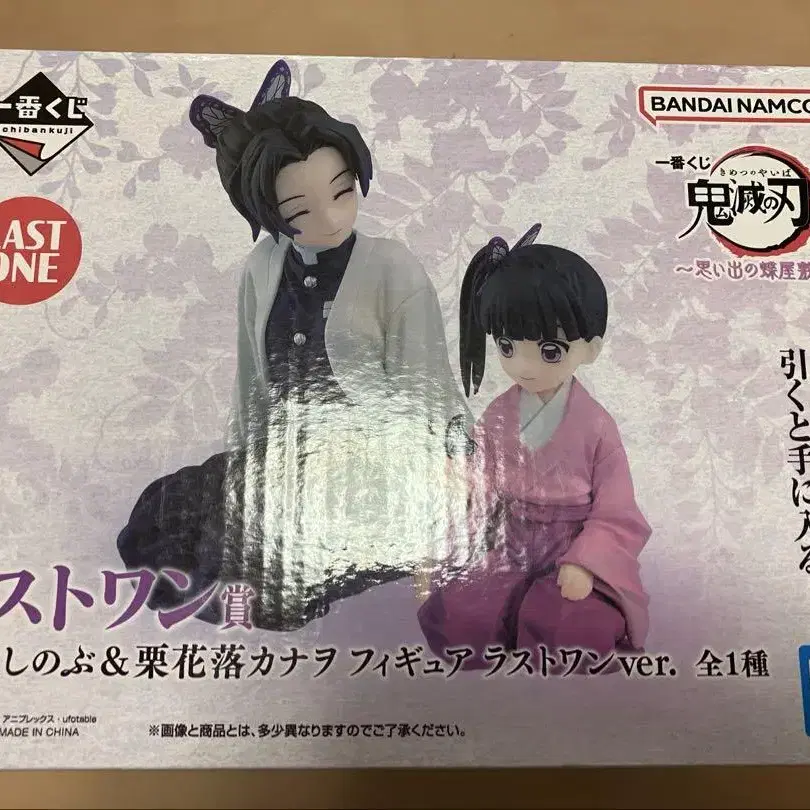 一番くじ
ichibankuji
LAST
ONE
BANDAI NAMCO
一番くじ
きめつのやいば
鬼滅の刃
～思い出の蝶屋敷
引くと手に入る
ストワン賞
しのぶ＆栗花落カナヲ フィギュア ラストワンver. 全1種
アニプレックス・ufotable
MADE IN CHINA
※画像と商品とは、多少異なりますのでご了承ください。